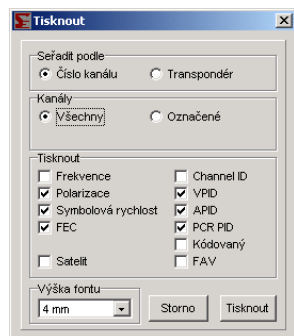 Tisknout
Seřadit podle
Číslo kanálu Transpondér
Kanály
Všechny Označené
Tisknout
Frekvence Channel ID
Polarizace VPID
Symbolová rychlost APID
FEC PCR PID
Kódovaný
Satelit FAV
Výška fontu
4 mm Storno Tisknout